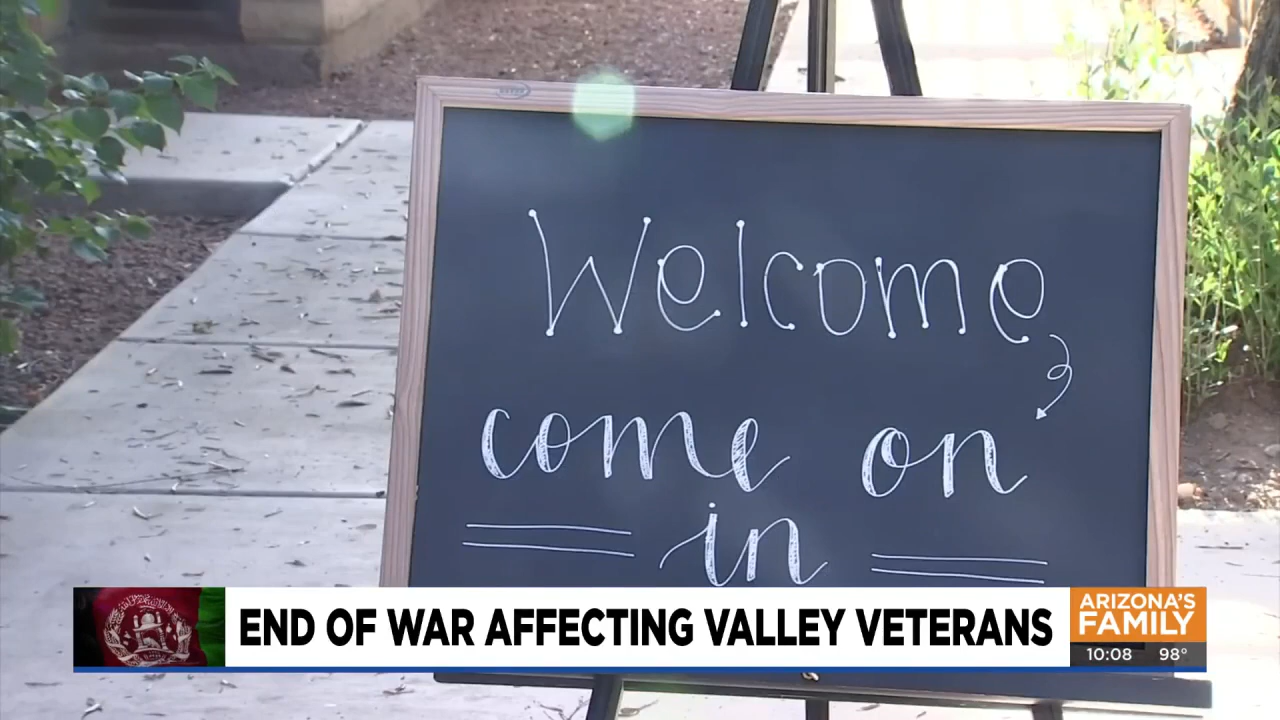 Welcome
come on
in
END OF WAR AFFECTING VALLEY VETERANS
ARIZONA'S
FAMILY
10:08 98°